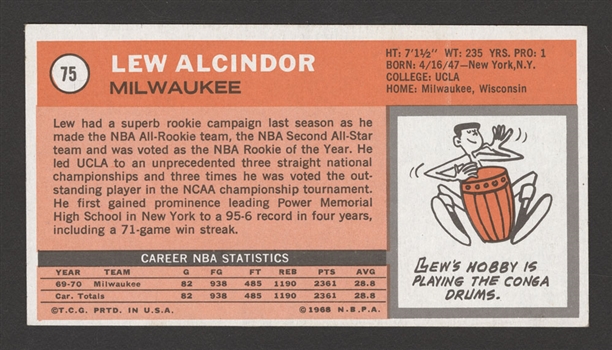 75
LEW ALCINDOR
MILWAUKEE
HT: 7'1½" WT: 235 YRS. PRO: 1
BORN: 4/16/47—New York,N.Y.
COLLEGE: UCLA
HOME: Milwaukee, Wisconsin
Lew had a superb rookie campaign last season as
he made the NBA All-Rookie team, the NBA Second All-Star
team and was voted as the NBA Rookie of the Year. He
led UCLA to an unprecedented three straight national
championships and three times he was voted the out-
standing player in the NCAA championship tournament.
He first gained prominence leading Power Memorial
High School in New York to a 95-6 record in four years,
including a 71-game win streak.
CAREER NBA STATISTICS
YEAR TEAM G FG FT REB PTS AVG
69-70 Milwaukee 82 938 485 1190 2361 28.8
Car. Totals 82 938 485 1190 2361 28.8
©T.C.G. PRTD. IN U.S.A. ©1968 N.B.P.A.
LEW'S HOBBY IS
PLAYING THE CONGA
DRUMS.